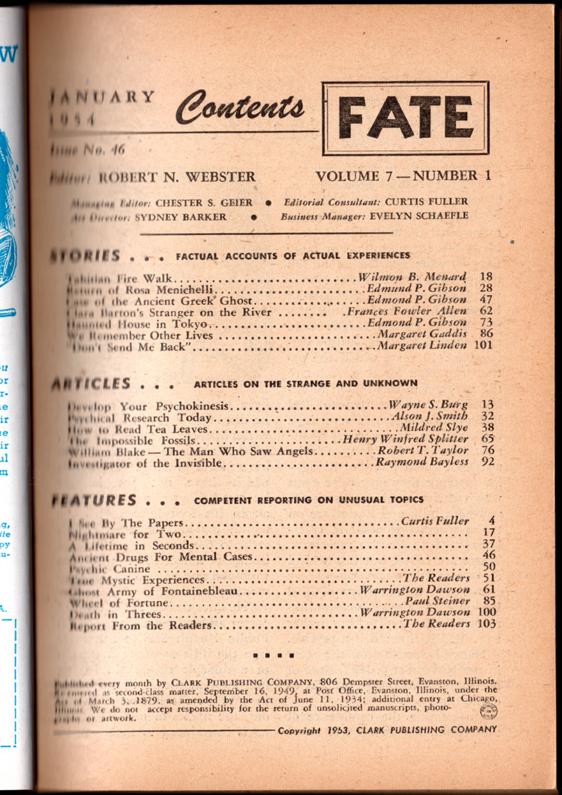 JANUARY
1954
Contents
FATE
Issue No. 46
Editor: ROBERT N. WEBSTER
VOLUME 7 — NUMBER 1
Managing Editor: CHESTER S. GEIER ● Editorial Consultant: CURTIS FULLER
Art Director: SYDNEY BARKER ● Business Manager: EVELYN SCHAEFLE
STORIES . . . FACTUAL ACCOUNTS OF ACTUAL EXPERIENCES
Tahitian Fire Walk Wilmon B. Menard 18
Return of Rosa Menichelli Edmund P. Gibson 28
Case of the Ancient Greek Ghost Edmond P. Gibson 47
Clara Barton's Stranger on the River Frances Fowler Allen 62
Haunted House in Tokyo Edmond P. Gibson 73
We Remember Other Lives Margaret Gaddis 86
"Don't Send Me Back" Margaret Linden 101
ARTICLES . . . ARTICLES ON THE STRANGE AND UNKNOWN
Develop Your Psychokinesis Wayne S. Burg 13
Psychical Research Today Alson J. Smith 32
How to Read Tea Leaves Mildred Slye 38
The Impossible Fossils Henry Winfred Splitter 65
William Blake — The Man Who Saw Angels Robert T. Taylor 76
Investigator of the Invisible Raymond Bayless 92
FEATURES . . . COMPETENT REPORTING ON UNUSUAL TOPICS
I See By The Papers Curtis Fuller 4
Nightmare for Two 17
A Lifetime in Seconds 37
Ancient Drugs For Mental Cases 46
Psychic Canine 50
True Mystic Experiences The Readers 51
Ghost Army of Fontainebleau Warrington Dawson 61
Wheel of Fortune Paul Steiner 85
Death in Threes Warrington Dawson 100
Report From the Readers The Readers 103
Published every month by CLARK PUBLISHING COMPANY, 806 Dempster Street, Evanston, Illinois.
Re-entered as second-class matter, September 16, 1949, at Post Office, Evanston, Illinois, under the
Act of March 3, 1879, as amended by the Act of June 11, 1934; additional entry at Chicago,
Illinois. We do not accept responsibility for the return of unsolicited manuscripts, photo-
graphs or artwork.
Copyright 1953, CLARK PUBLISHING COMPANY